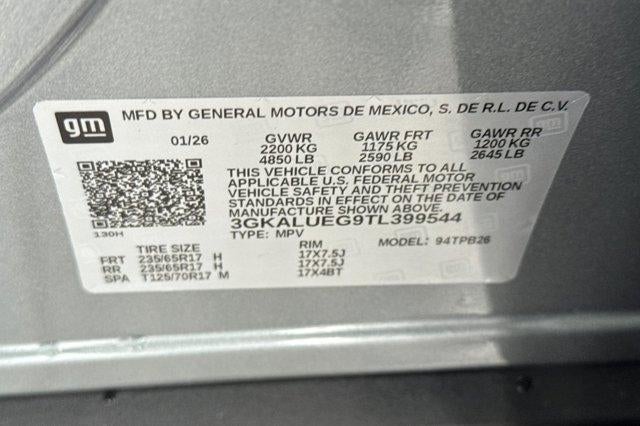 gm MFD BY GENERAL MOTORS DE MEXICO, S. DE R.L. DE C.V.
01/26 GVWR GAWR FRT GAWR RR
2200 KG 1175 KG 1200 KG
4850 LB 2590 LB 2645 LB
THIS VEHICLE CONFORMS TO ALL
APPLICABLE U.S. FEDERAL MOTOR
VEHICLE SAFETY AND THEFT PREVENTION
STANDARDS IN EFFECT ON THE DATE OF
MANUFACTURE SHOWN ABOVE.
3GKALUEG9TL399544
130H TYPE: MPV MODEL: 94TPB26
TIRE SIZE RIM
FRT 235/65R17 H 17X7.5J
RR 235/65R17 H 17X7.5J
SPA T125/70R17 M 17X4BT